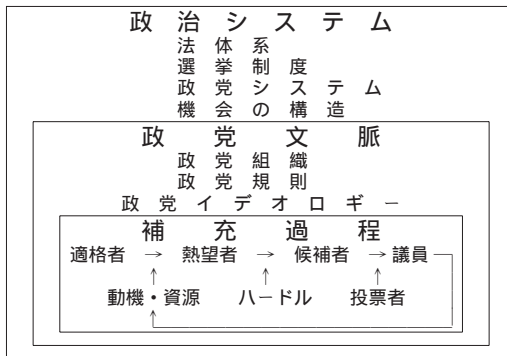 政治システム
法体系
選挙制度
政党システム
機会の構造
政党文脈
政党組織
政党規則
政党イデオロギー
補充過程
適格者 → 熱望者 → 候補者 → 議員
↑ ↑ ↑
動機・資源 ハードル 投票者
↑